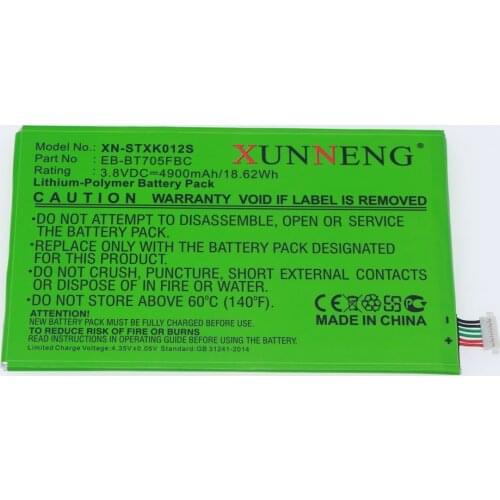 Model No.: XN-STXK012S
Part No : EB-BT705FBC
Rating : 3.8VDC=4900mAh/18.62Wh
Lithium-Polymer Battery Pack
XUNNENG
CAUTION: WARRANTY VOID IF LABEL IS REMOVED
•DO NOT ATTEMPT TO DISASSEMBLE, OPEN OR SERVICE
THE BATTERY PACK
•REPLACE ONLY WITH THE BATTERY PACK DESIGNATED
FOR THIS EQUIPMENT
•DO NOT CRUSH, PUNCTURE, SHORT EXTERNAL CONTACTS
OR DISPOSE OF IN FIRE OR WATER
•DO NOT STORE ABOVE 60℃ (140℉)
NEW BATTERY PACK MUST BE FULLY CHARGED BEFORE USE
TO REDUCE RISK OF FIRE OR BURNS
READ INSTRUCTIONS IN OPERATING GUIDE BEFORE USING THE BATTERY
Limited Charge Voltage: 4.35V±0.05V Standard:GB 31241-2014
CE
MADE IN CHINA
-
+